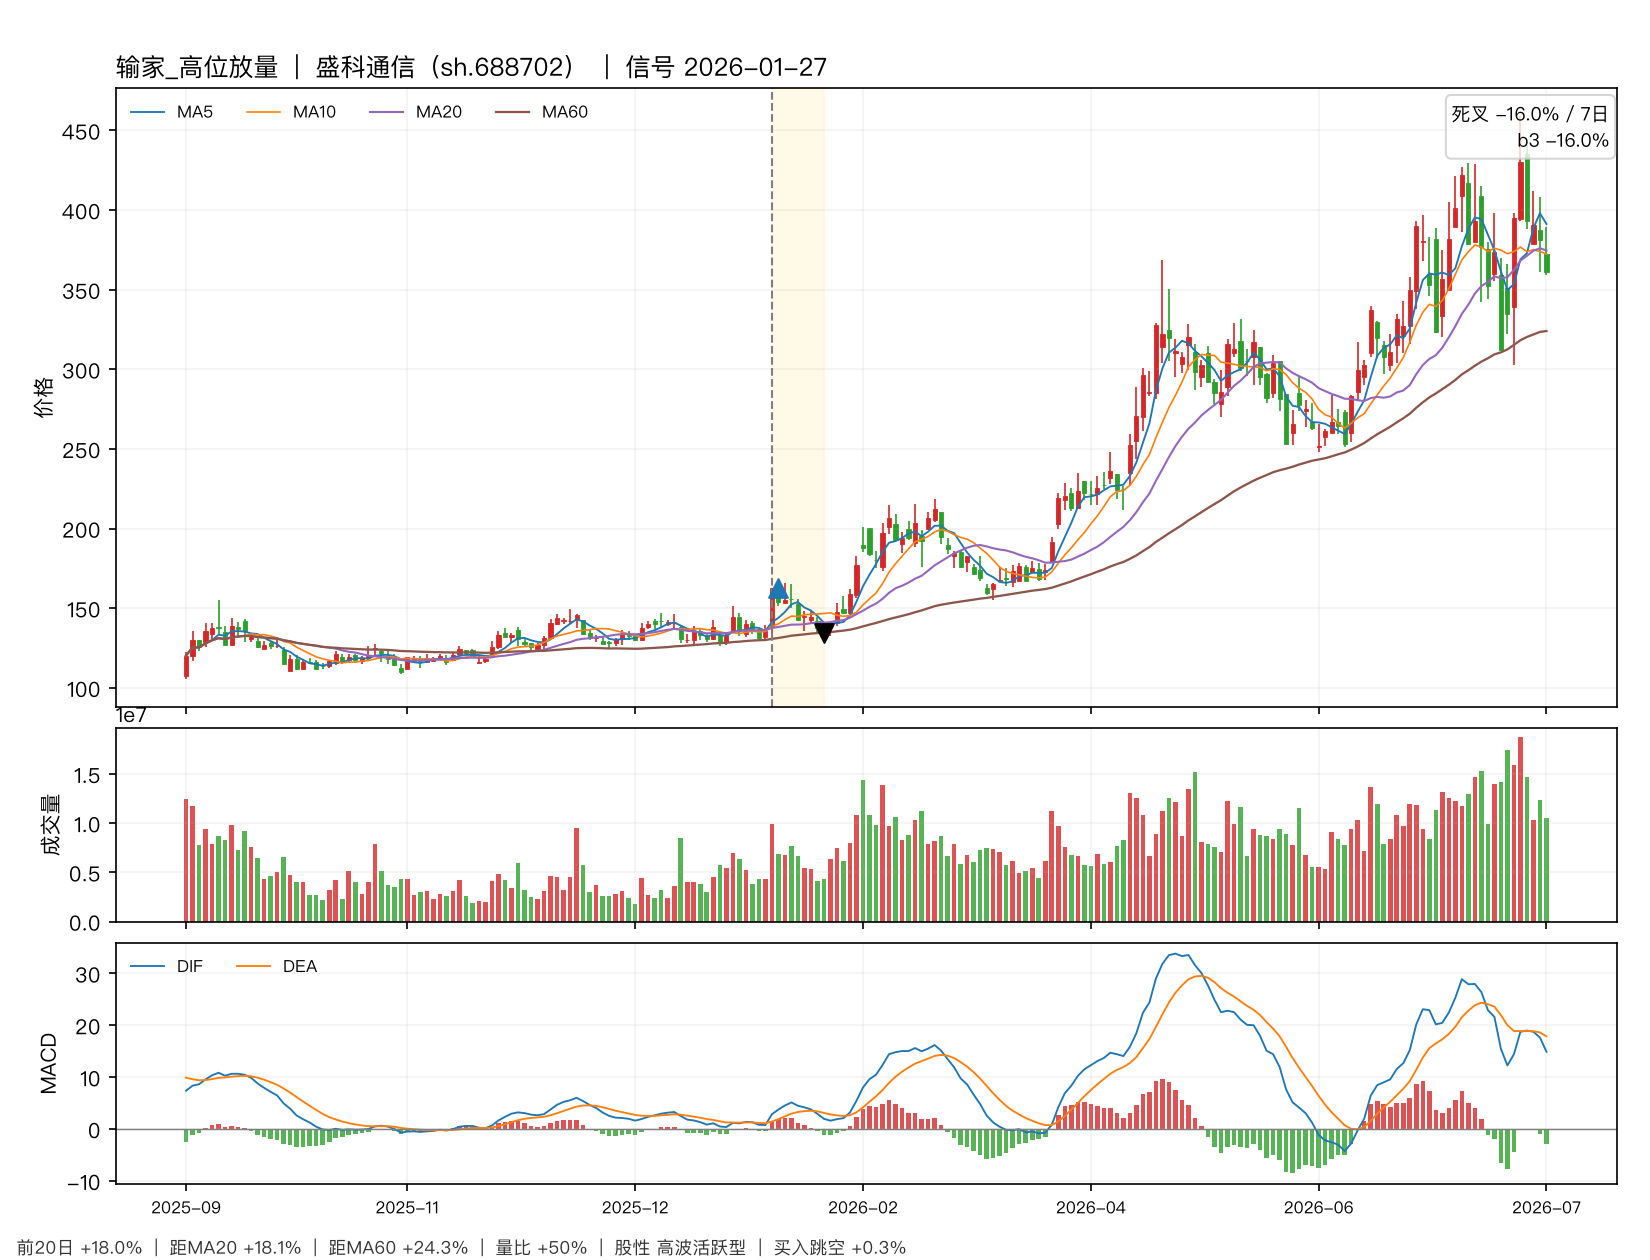 输家_高位放量 ｜ 盛科通信（sh.688702） ｜ 信号 2026-01-27
MA5 MA10 MA20 MA60
死叉 -16.0% / 7日
b3 -16.0%
450
400
350
300
250
200
150
100
价格
1e7
1.5
1.0
0.5
0.0
成交量
DIF DEA
30
20
10
0
-10
MACD
2025-09 2025-11 2025-12 2026-02 2026-04 2026-06 2026-07
前20日 +18.0% ｜ 距MA20 +18.1% ｜ 距MA60 +24.3% ｜ 量比 +50% ｜ 股性 高波活跃型 ｜ 买入跳空 +0.3%